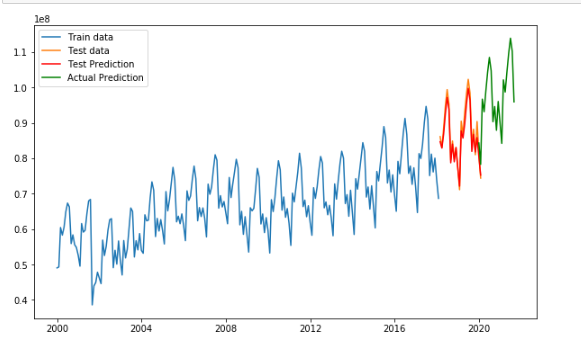 1e8
Train data
Test data
Test Prediction
Actual Prediction
1.1
1.0
0.9
0.8
0.7
0.6
0.5
0.4
2000 2004 2008 2012 2016 2020